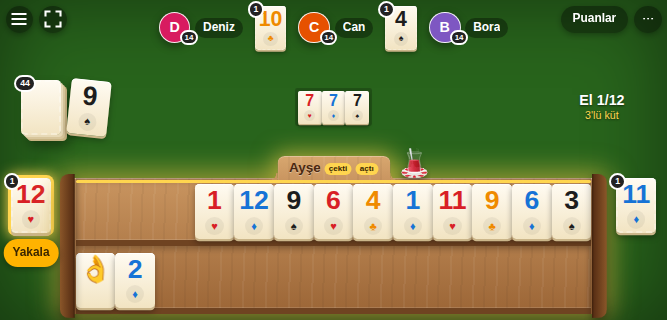 1 1
10 4
D 14 Deniz C 14 Can B 14 Bora Puanlar ...
44
9
7 7 7
El 1/12
3'lü küt
Ayşe çekti açtı
1 12 1 12 9 6 4 1 11 9 6 3 1 11
Yakala
2